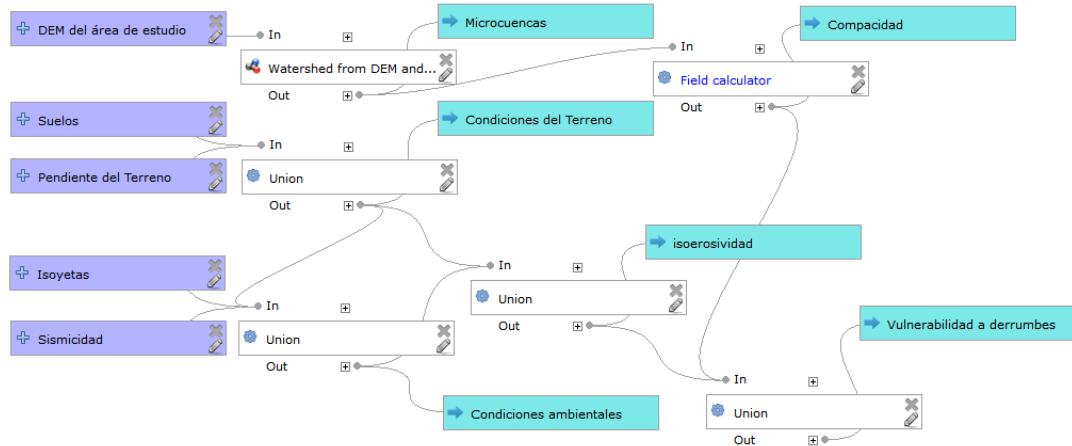 DEM del área de estudio
In
Watershed from DEM and...
Out
Microcuencas
In
Field calculator
Out
Compacidad
Suelos
Pendiente del Terreno
In
Union
Out
Condiciones del Terreno
Isoyetas
Sismicidad
In
Union
Out
Condiciones ambientales
In
Union
Out
isoerosividad
In
Union
Out
Vulnerabilidad a derrumbes